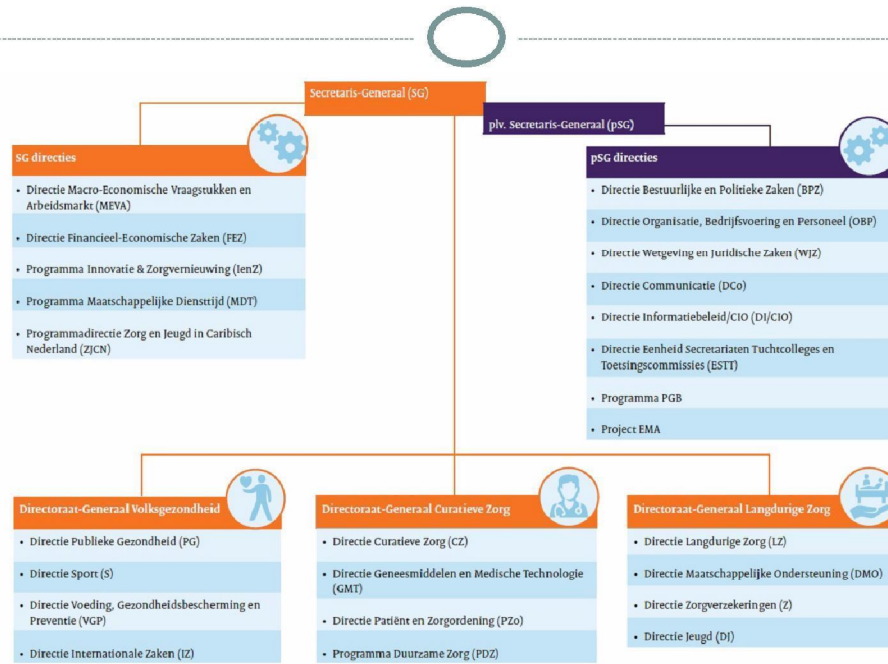 Secretaris-Generaal (SG)
plv. Secretaris-Generaal (pSG)
SG directies
• Directie Macro-Economische Vraagstukken en
Arbeidsmarkt (MEVA)
• Directie Financieel-Economische Zaken (FEZ)
• Programma Innovatie & Zorgvernieuwing (IenZ)
• Programma Maatschappelijke Diensttijd (MDT)
• Programmadirectie Zorg en Jeugd in Caribisch
Nederland (ZJCN)
pSG directies
• Directie Bestuurlijke en Politieke Zaken (BPZ)
• Directie Organisatie, Bedrijfsvoering en Personeel (OBP)
• Directie Wetgeving en Juridische Zaken (WJZ)
• Directie Communicatie (DCo)
• Directie Informatiebeleid/CIO (DI/CIO)
• Directie Eenheid Secretariaten Tuchtcolleges en
Toetsingscommissies (ESTT)
• Programma PGB
• Project EMA
Directoraat-Generaal Volksgezondheid
• Directie Publieke Gezondheid (PG)
• Directie Sport (S)
• Directie Voeding, Gezondheidsbescherming en
Preventie (VGP)
• Directie Internationale Zaken (IZ)
Directoraat-Generaal Curatieve Zorg
• Directie Curatieve Zorg (CZ)
• Directie Geneesmiddelen en Medische Technologie
(GMT)
• Directie Patiënt en Zorgordening (PZo)
• Programma Duurzame Zorg (PDZ)
Directoraat-Generaal Langdurige Zorg
• Directie Langdurige Zorg (LZ)
• Directie Maatschappelijke Ondersteuning (DMO)
• Directie Zorgverzekeringen (Z)
• Directie Jeugd (DJ)